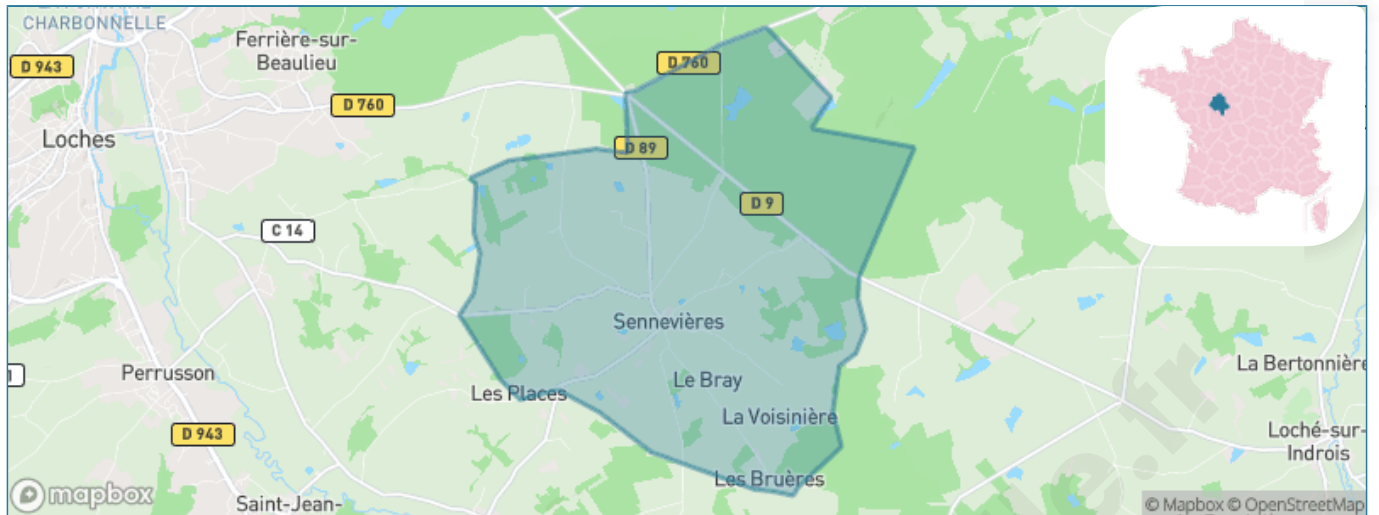 CHARBONNELLE
Ferrière-sur-
Beaulieu
D 943
D 760
D 760
Loches
D 89
D 9
C 14
Sennevières
Perrusson
Le Bray
Les Places
La Voisinière
La Bertonnière
D 943
Loché-sur-
Indrois
Les Bruères
Saint-Jean-
mapbox
© Mapbox © OpenStreetMap